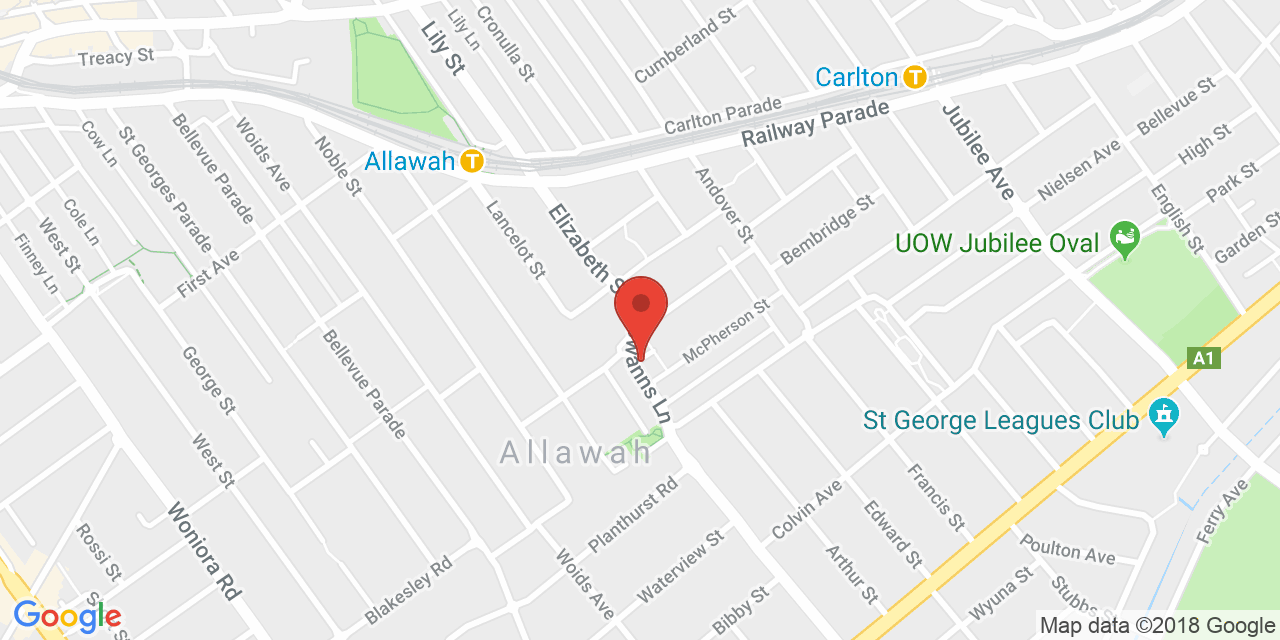 Lily St
Lily Ln
Cronulla St
Cumberland St
Treacy St
Carlton
Carlton Parade
Railway Parade
Jubilee Ave
Bellevue St
High St
Nielsen Ave
Park St
English St
Garden St
Allawah
Cow Ln
St Georges Parade
Bellevue Parade
Woids Ave
Noble St
Lancelot St
Elizabeth S
Andover St
Bembridge St
UOW Jubilee Oval
Cole Ln
West St
Finney Ln
First Ave
McPherson St
wanns Ln
A1
George St
Bellevue Parade
West St
Allawah
St George Leagues Club
Woniora Rd
Rossi St
Blakesley Rd
Woids Ave
Planthurst Rd
Waterview St
Bibby St
Colvin Ave
Arthur St
Edward St
Francis St
Poulton Ave
Wyuna St
Stubbs St
Ferry Ave
Google
Map data ©2018 Google